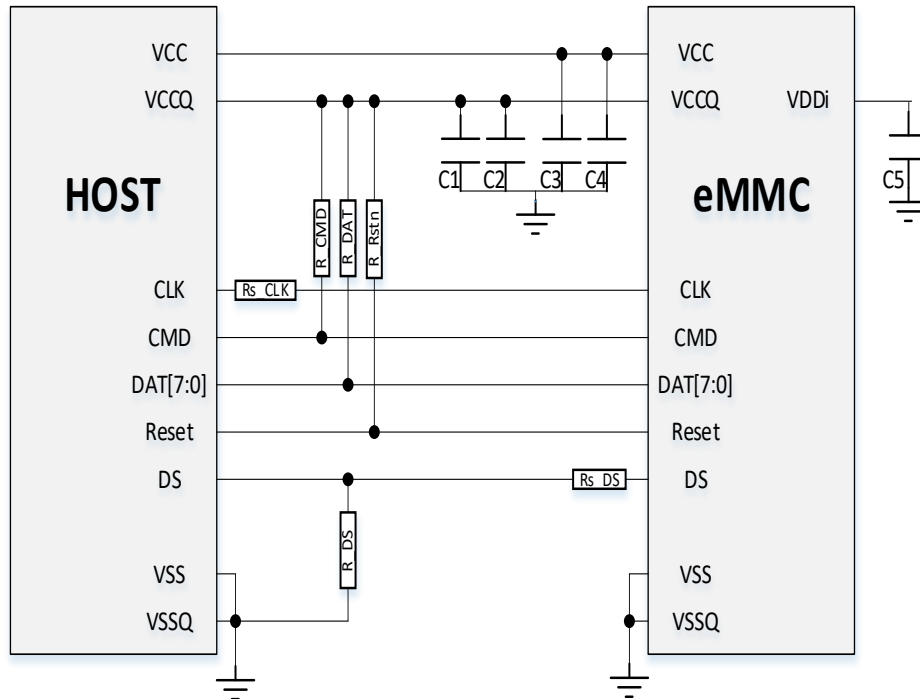 VCC
VCC
VCCQ
VCCQ
VDDi
C1
C2
C3
C4
C5
HOST
eMMC
R_CMD
R_DAT
R_Rstn
CLK
Rs_CLK
CLK
CMD
CMD
DAT[7:0]
DAT[7:0]
Reset
Reset
DS
Rs_DS
DS
R_DS
VSS
VSS
VSSQ
VSSQ